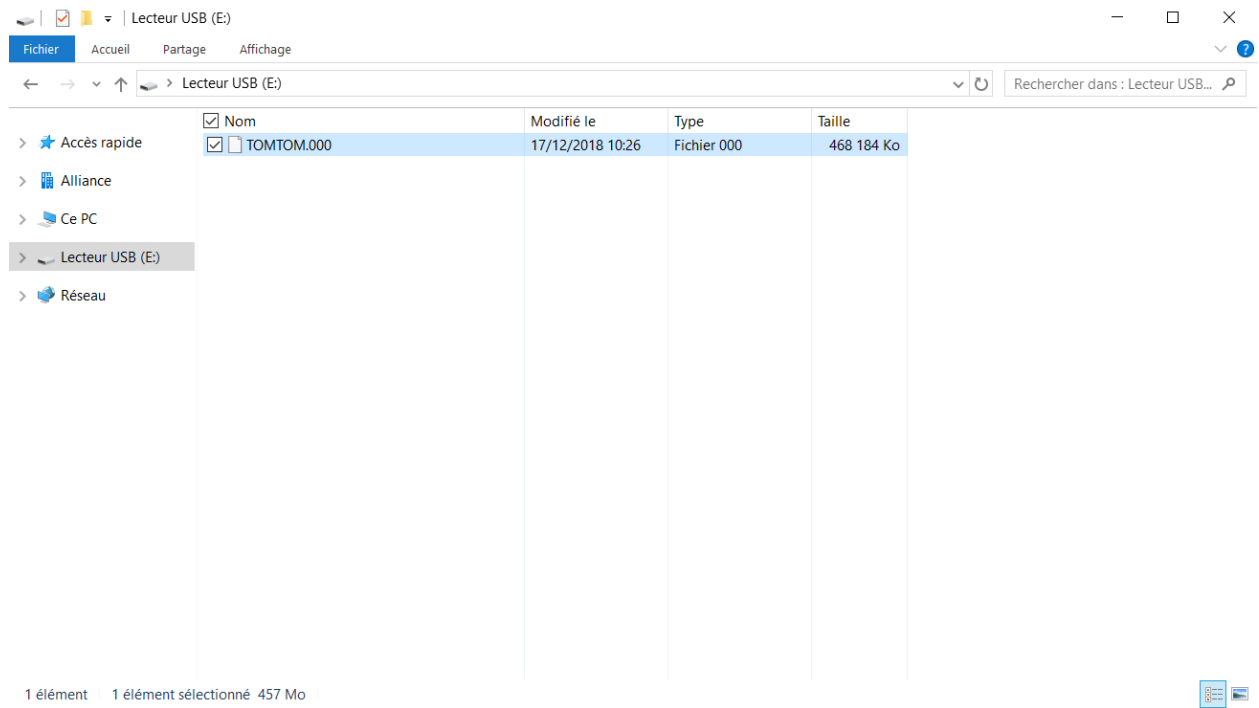 Lecteur USB (E:)
Fichier Accueil Partage Affichage ?
Lecteur USB (E:) Rechercher dans : Lecteur USB...
Nom Modifié le Type Taille
TOMTOM.000 17/12/2018 10:26 Fichier 000 468 184 Ko
Accès rapide
Alliance
Ce PC
Lecteur USB (E:)
Réseau
1 élément 1 élément sélectionné 457 Mo